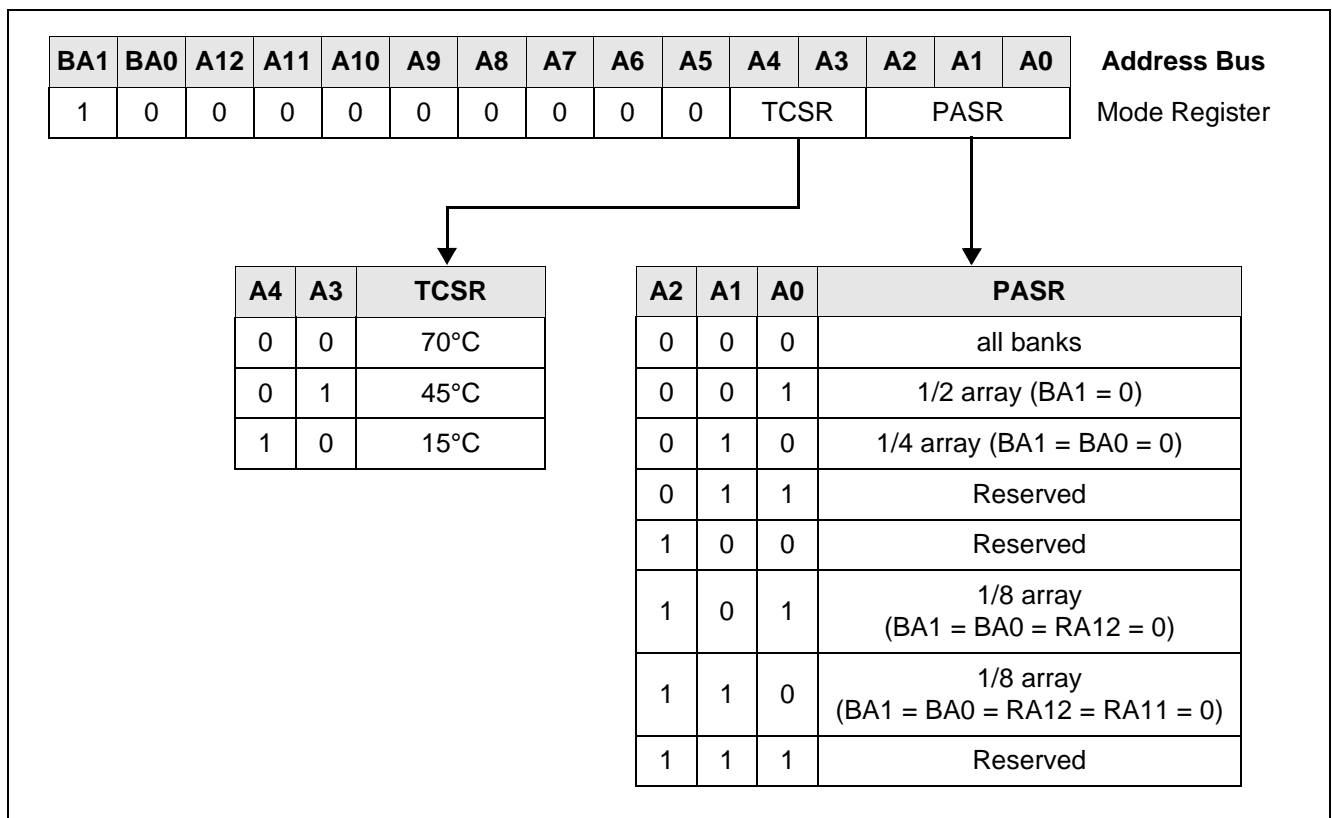 BA1 BA0 A12 A11 A10 A9 A8 A7 A6 A5 A4 A3 A2 A1 A0 Address Bus
1 0 0 0 0 0 0 0 0 0 TCSR PASR Mode Register
A4 A3 TCSR
0 0 70°C
0 1 45°C
1 0 15°C
A2 A1 A0 PASR
0 0 0 all banks
0 0 1 1/2 array (BA1 = 0)
0 1 0 1/4 array (BA1 = BA0 = 0)
0 1 1 Reserved
1 0 0 Reserved
1 0 1 1/8 array
(BA1 = BA0 = RA12 = 0)
1 1 0 1/8 array
(BA1 = BA0 = RA12 = RA11 = 0)
1 1 1 Reserved